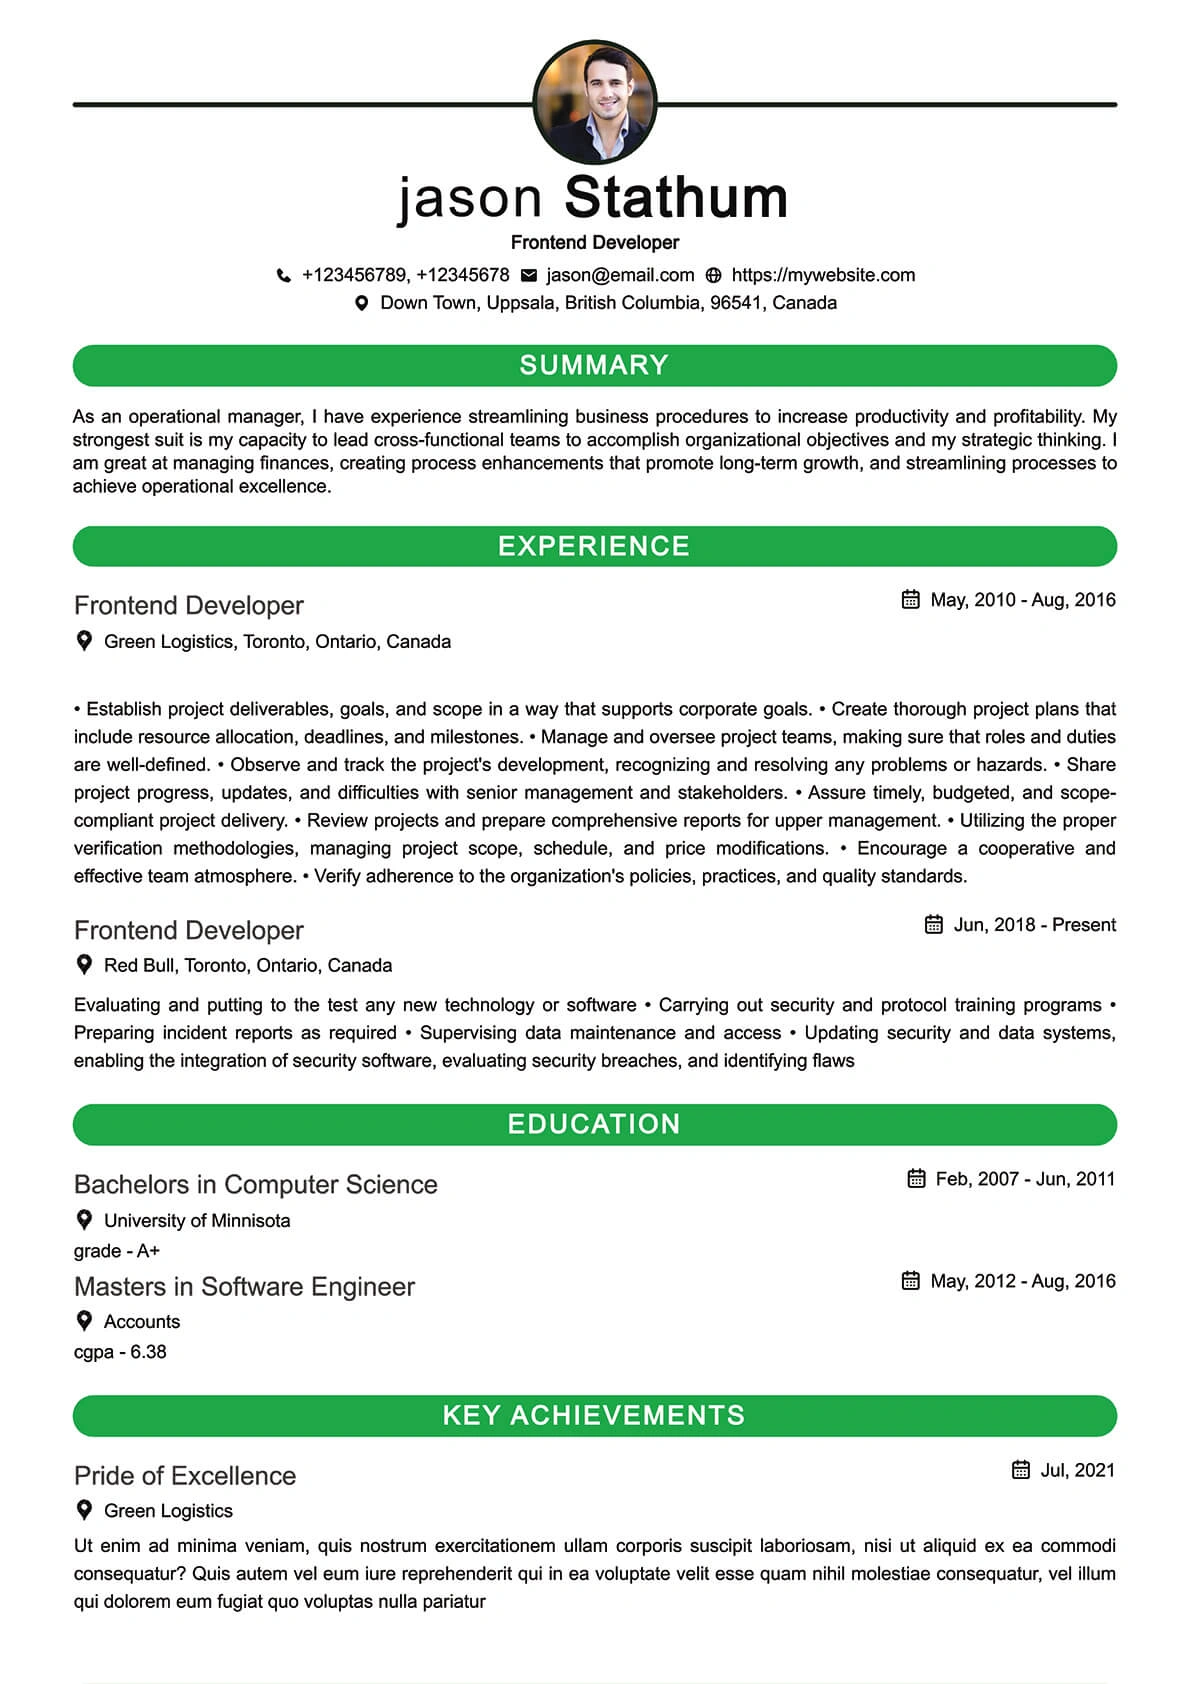 jason Stathum
Frontend Developer
+123456789, +12345678 jason@email.com https://mywebsite.com
Down Town, Uppsala, British Columbia, 96541, Canada
SUMMARY
As an operational manager, I have experience streamlining business procedures to increase productivity and profitability. My
strongest suit is my capacity to lead cross-functional teams to accomplish organizational objectives and my strategic thinking. I
am great at managing finances, creating process enhancements that promote long-term growth, and streamlining processes to
achieve operational excellence.
EXPERIENCE
Frontend Developer May, 2010 - Aug, 2016
Green Logistics, Toronto, Ontario, Canada
• Establish project deliverables, goals, and scope in a way that supports corporate goals. • Create thorough project plans that
include resource allocation, deadlines, and milestones. • Manage and oversee project teams, making sure that roles and duties
are well-defined. • Observe and track the project's development, recognizing and resolving any problems or hazards. • Share
project progress, updates, and difficulties with senior management and stakeholders. • Assure timely, budgeted, and scope-
compliant project delivery. • Review projects and prepare comprehensive reports for upper management. • Utilizing the proper
verification methodologies, managing project scope, schedule, and price modifications. • Encourage a cooperative and
effective team atmosphere. • Verify adherence to the organization's policies, practices, and quality standards.
Frontend Developer Jun, 2018 - Present
Red Bull, Toronto, Ontario, Canada
Evaluating and putting to the test any new technology or software • Carrying out security and protocol training programs •
Preparing incident reports as required • Supervising data maintenance and access • Updating security and data systems,
enabling the integration of security software, evaluating security breaches, and identifying flaws
EDUCATION
Bachelors in Computer Science Feb, 2007 - Jun, 2011
University of Minnisota
grade - A+
Masters in Software Engineer May, 2012 - Aug, 2016
Accounts
cgpa - 6.38
KEY ACHIEVEMENTS
Pride of Excellence Jul, 2021
Green Logistics
Ut enim ad minima veniam, quis nostrum exercitationem ullam corporis suscipit laboriosam, nisi ut aliquid ex ea commodi
consequatur? Quis autem vel eum iure reprehenderit qui in ea voluptate velit esse quam nihil molestiae consequatur, vel illum
qui dolorem eum fugiat quo voluptas nulla pariatur